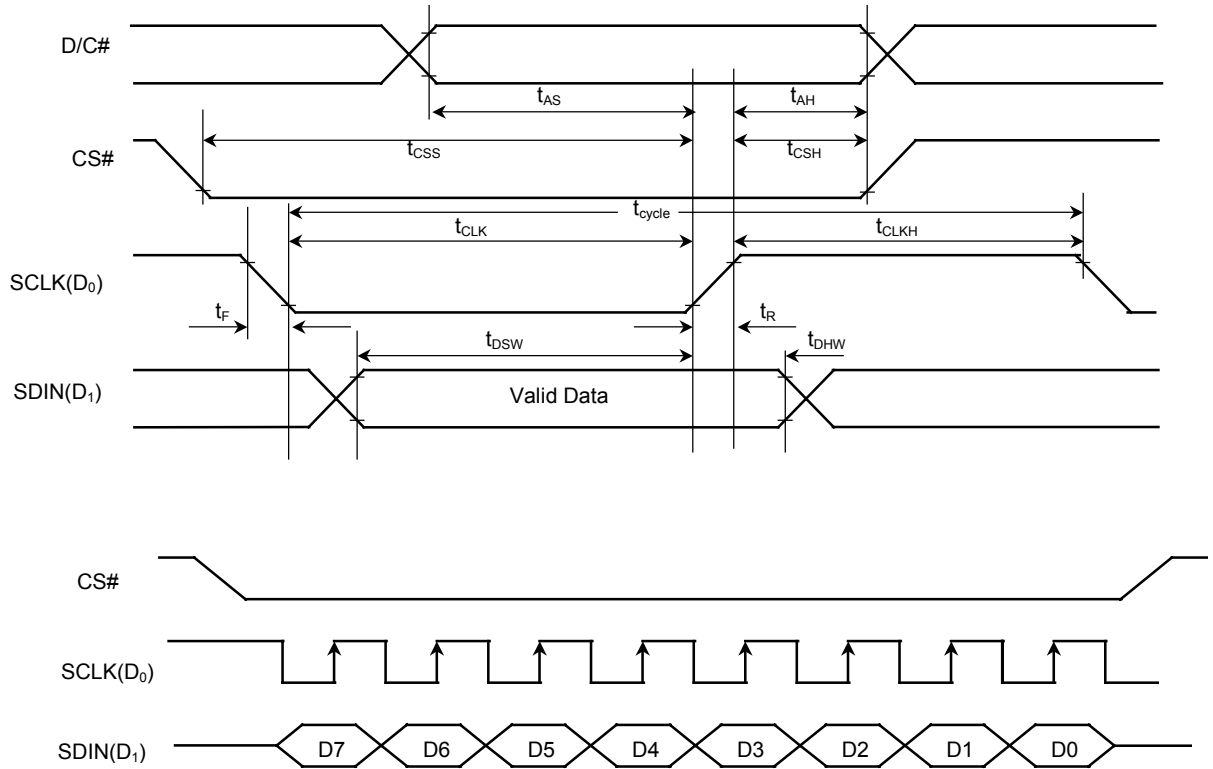 D/C#
tAS
tAH
CS#
tCSS
tCSH
tcycle
tCLK
tCLKH
SCLK(D0)
tF
tR
tDSW
tDHW
SDIN(D1)
Valid Data
CS#
SCLK(D0)
SDIN(D1)
D7 D6 D5 D4 D3 D2 D1 D0